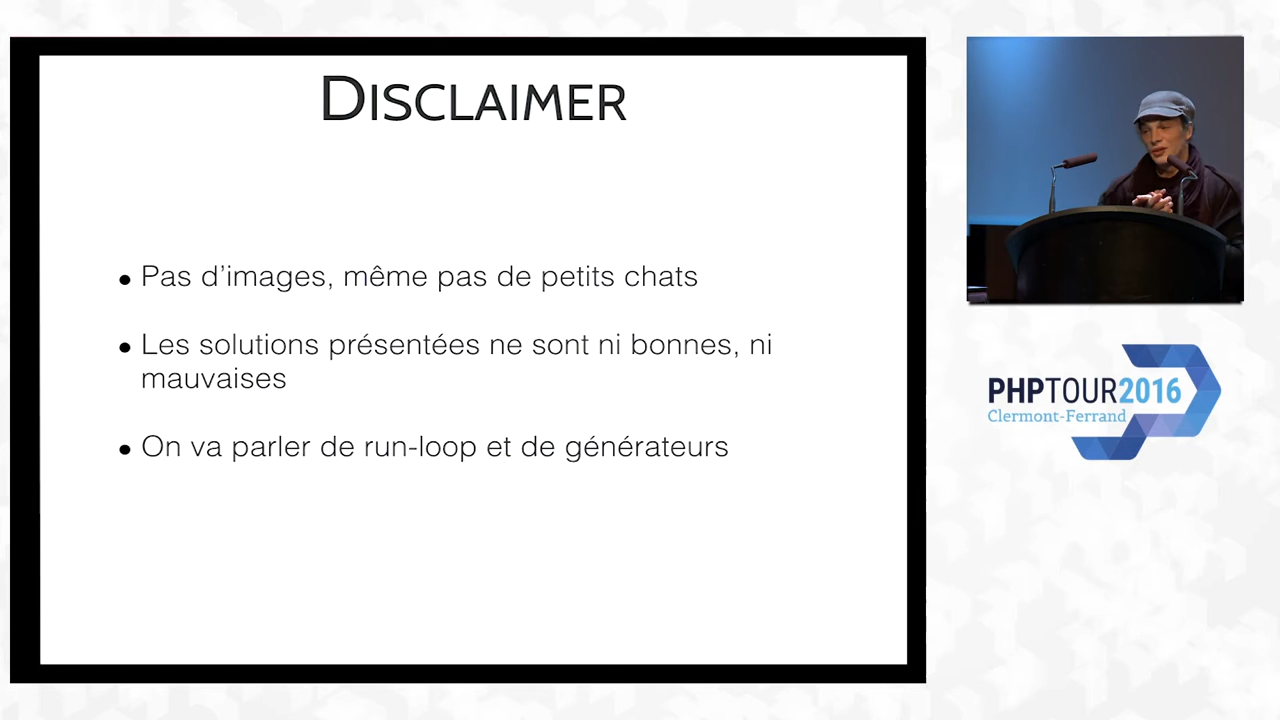 DISCLAIMER
• Pas d’images, même pas de petits chats
• Les solutions présentées ne sont ni bonnes, ni
mauvaises
• On va parler de run-loop et de générateurs
PHPTOUR2016
Clermont-Ferrand